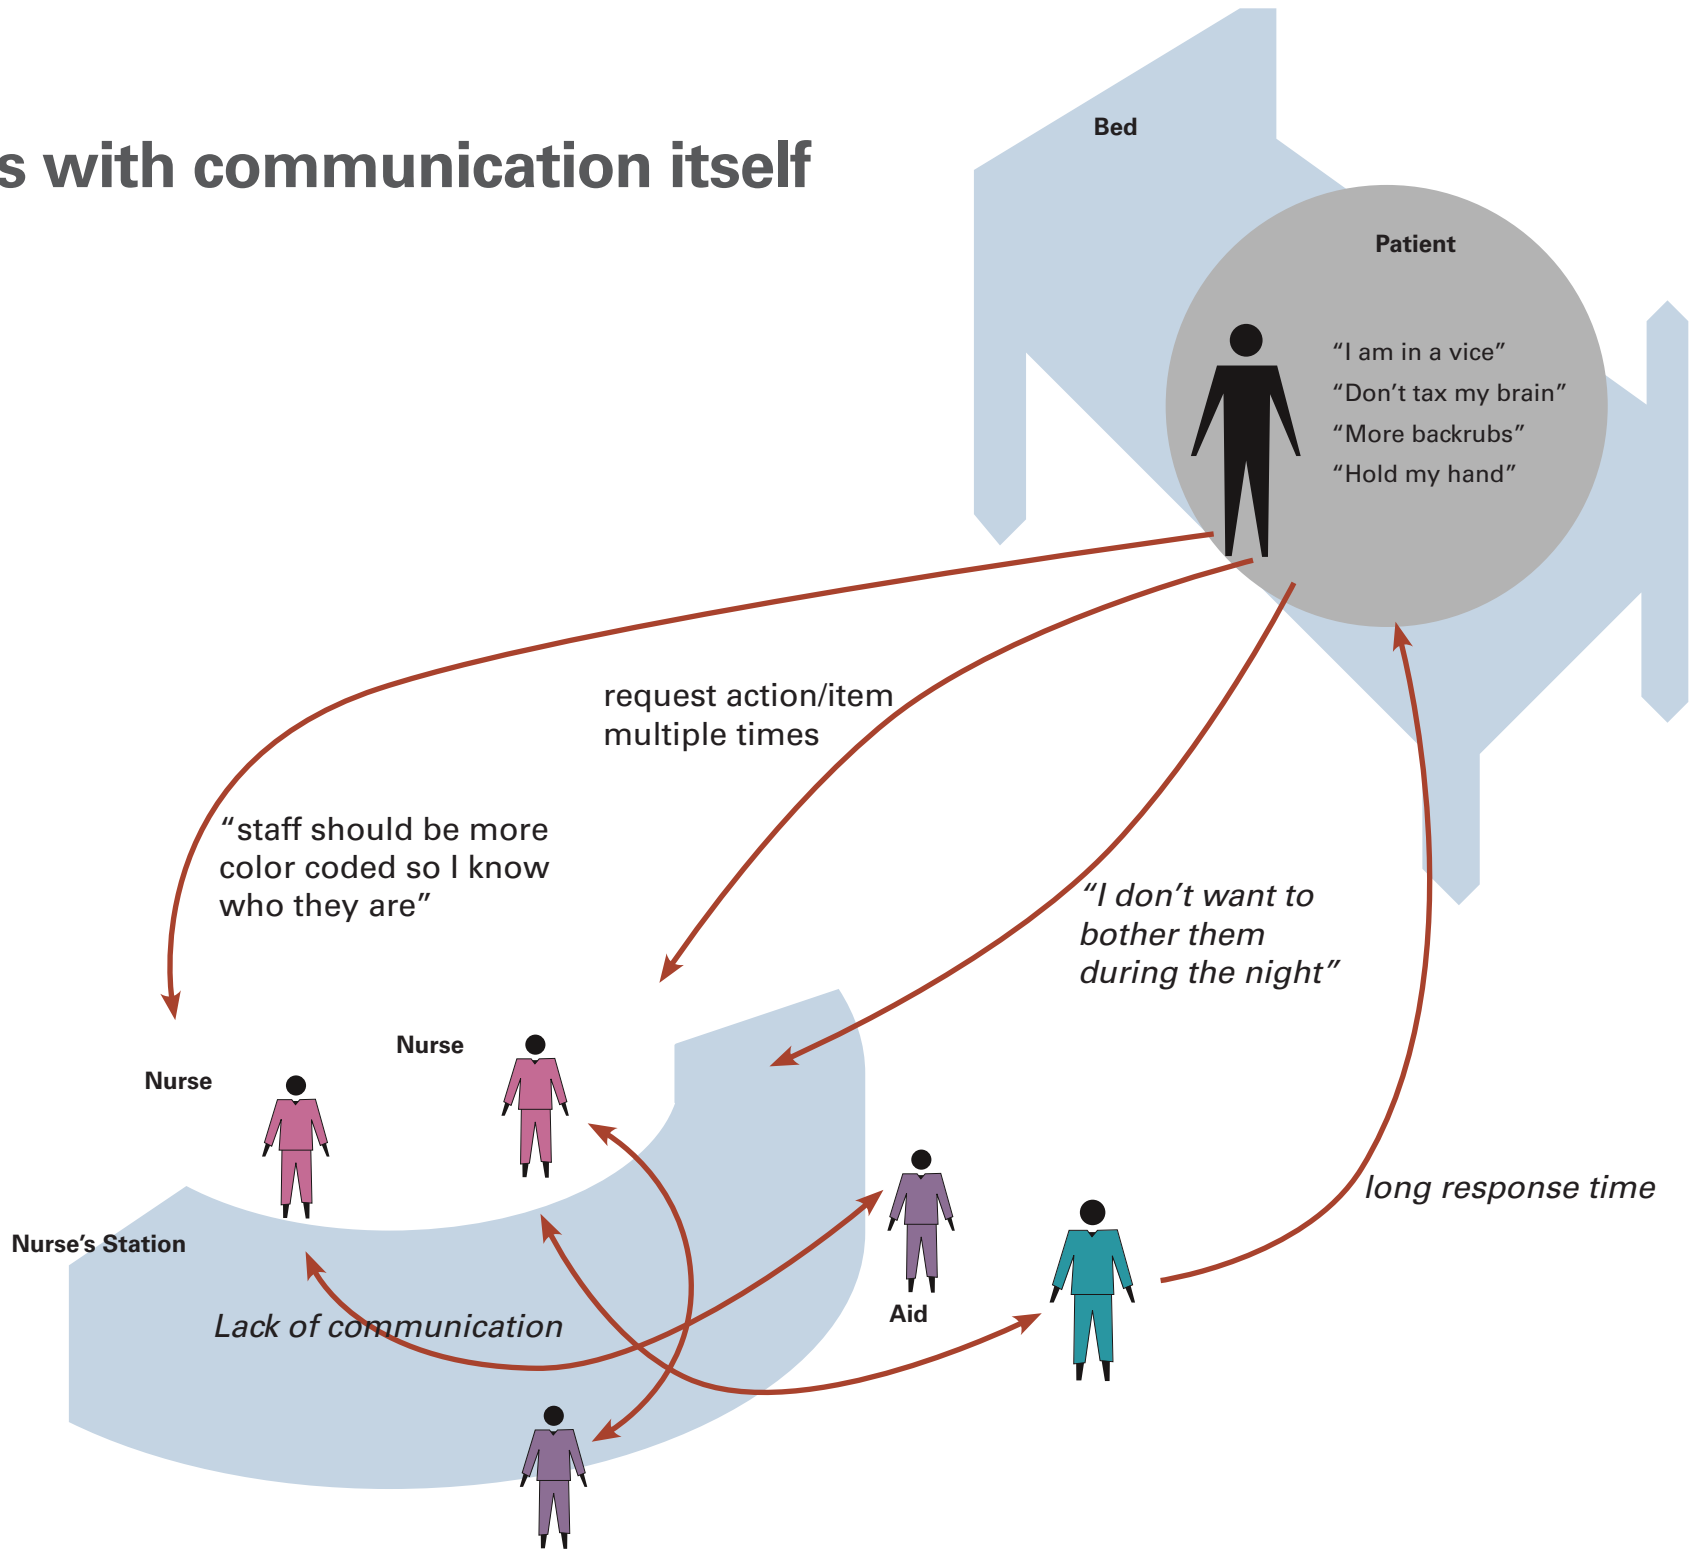 s with communication itself
Bed
Patient
“I am in a vice”
“Don’t tax my brain”
“More backrubs”
“Hold my hand”
request action/item
multiple times
“staff should be more
color coded so I know
who they are”
“I don’t want to
bother them
during the night”
Nurse
Nurse
long response time
Nurse’s Station
Aid
Lack of communication